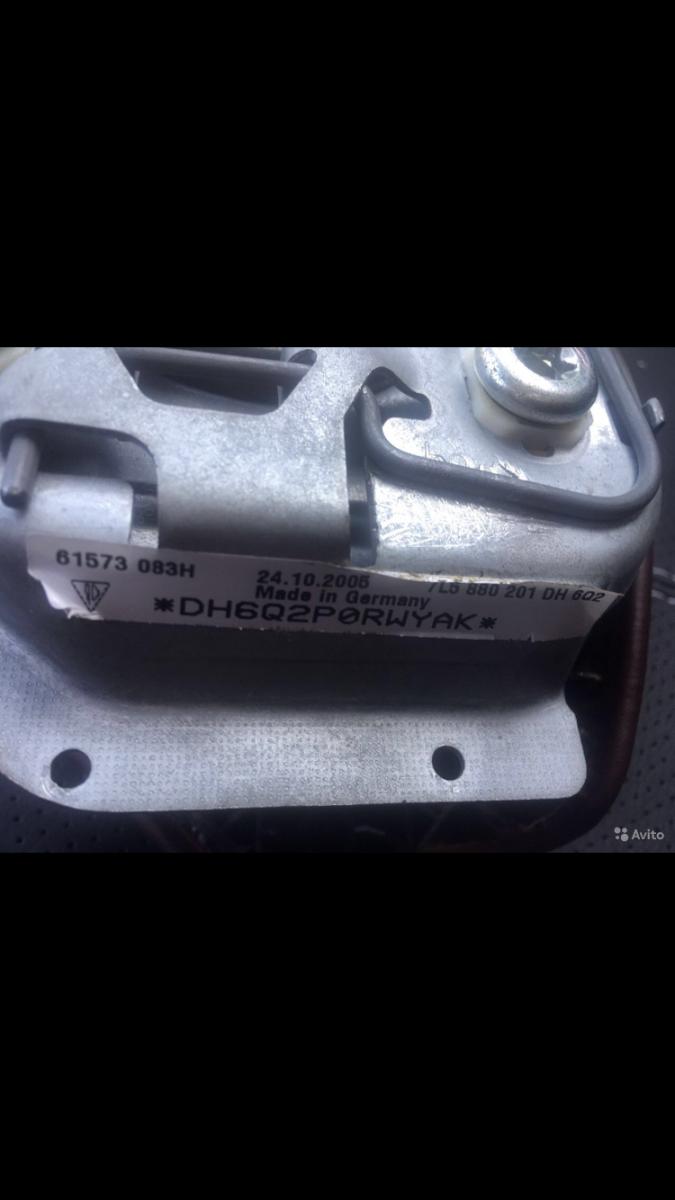 61573 083H
24.10.2005
7L5 880 201 DH 6Q2
Made in Germany
*DH6Q2P0RWYAK*
Avito